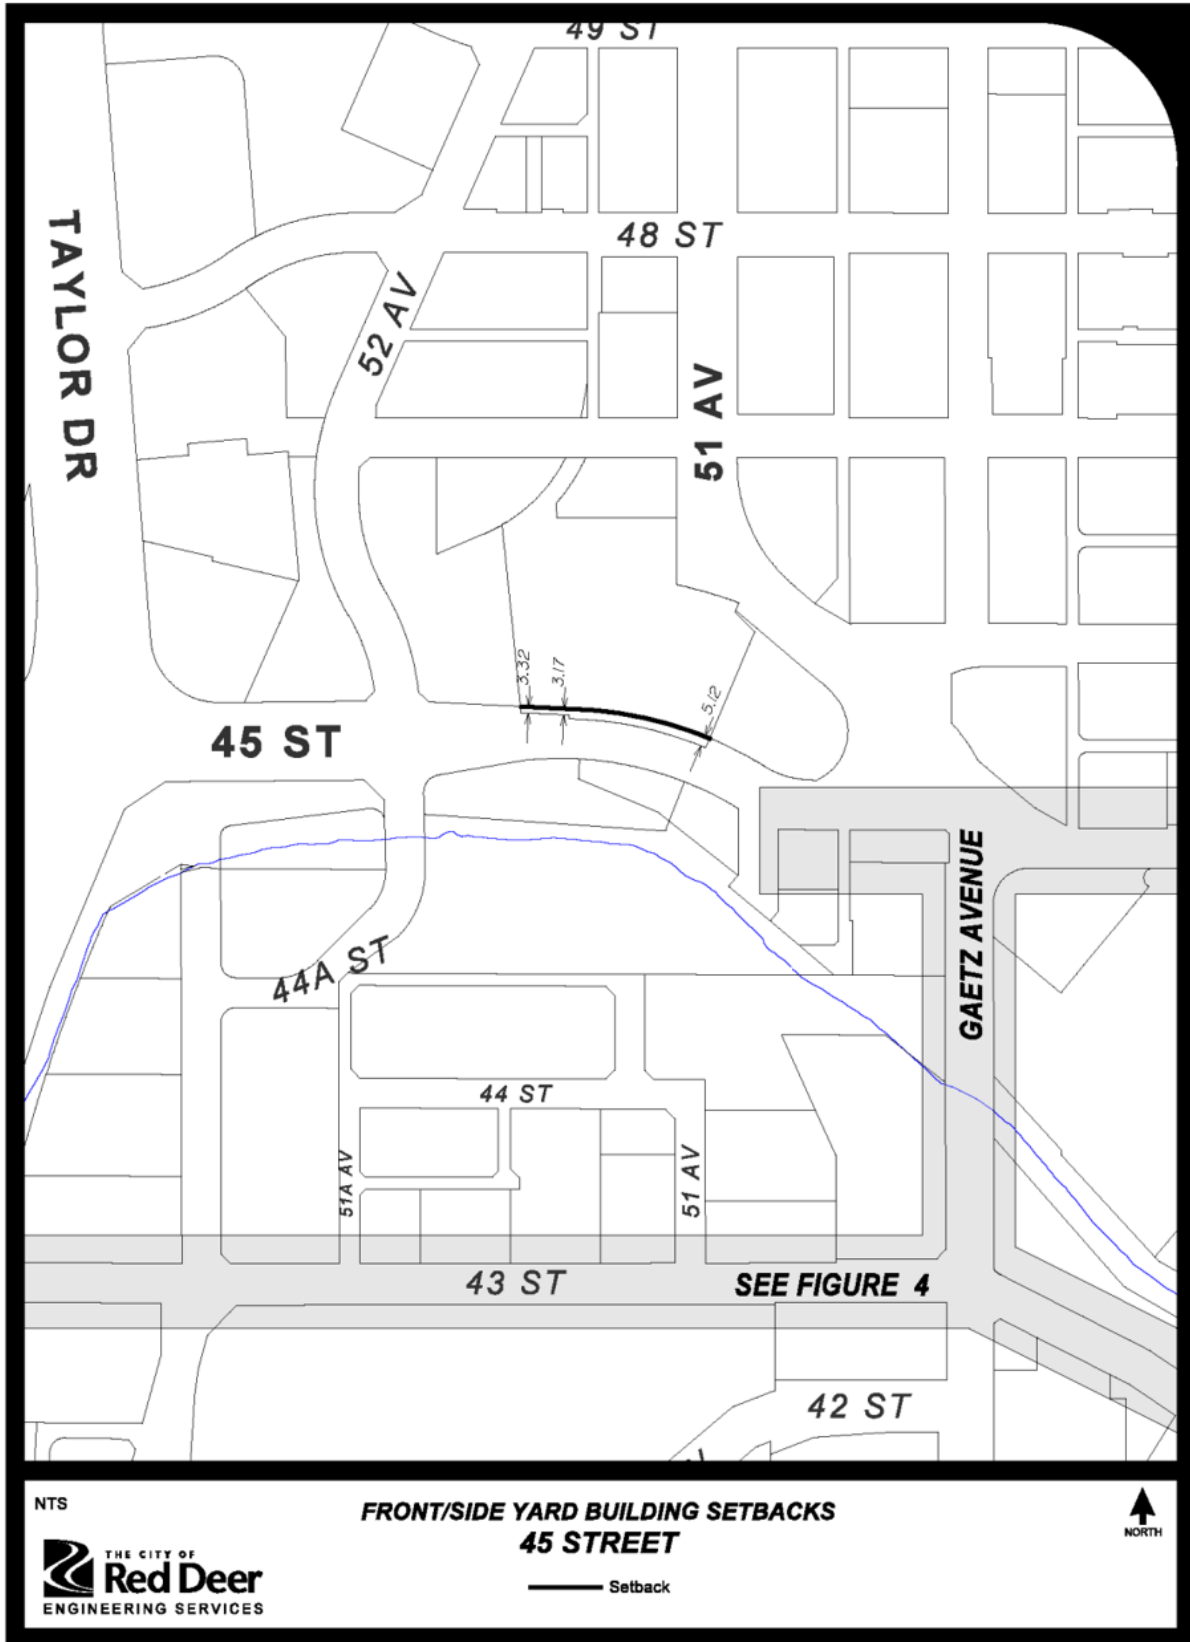 49 ST
TAYLOR DR
48 ST
52 AV
51 AV
3.32
3.17
5.12
45 ST
GAETZ AVENUE
44A ST
44 ST
51A AV
51 AV
43 ST
SEE FIGURE 4
42 ST
NTS
FRONT/SIDE YARD BUILDING SETBACKS
45 STREET
Setback
NORTH
THE CITY OF
Red Deer
ENGINEERING SERVICES